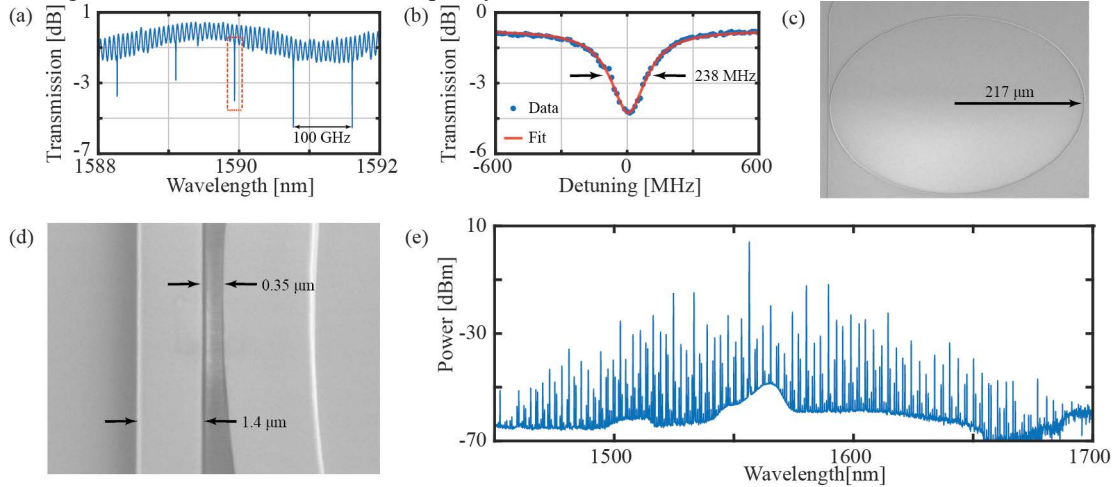 (a)
Transmission [dB]
1
-3
-7
100 GHz
1588
1590
1592
Wavelength [nm]
(b)
Transmission [dB]
0
-3
-6
238 MHz
Data
Fit
-600
0
600
Detuning [MHz]
(c)
217 μm
(d)
0.35 μm
1.4 μm
(e)
Power [dBm]
10
-30
-70
1500
1600
1700
Wavelength[nm]